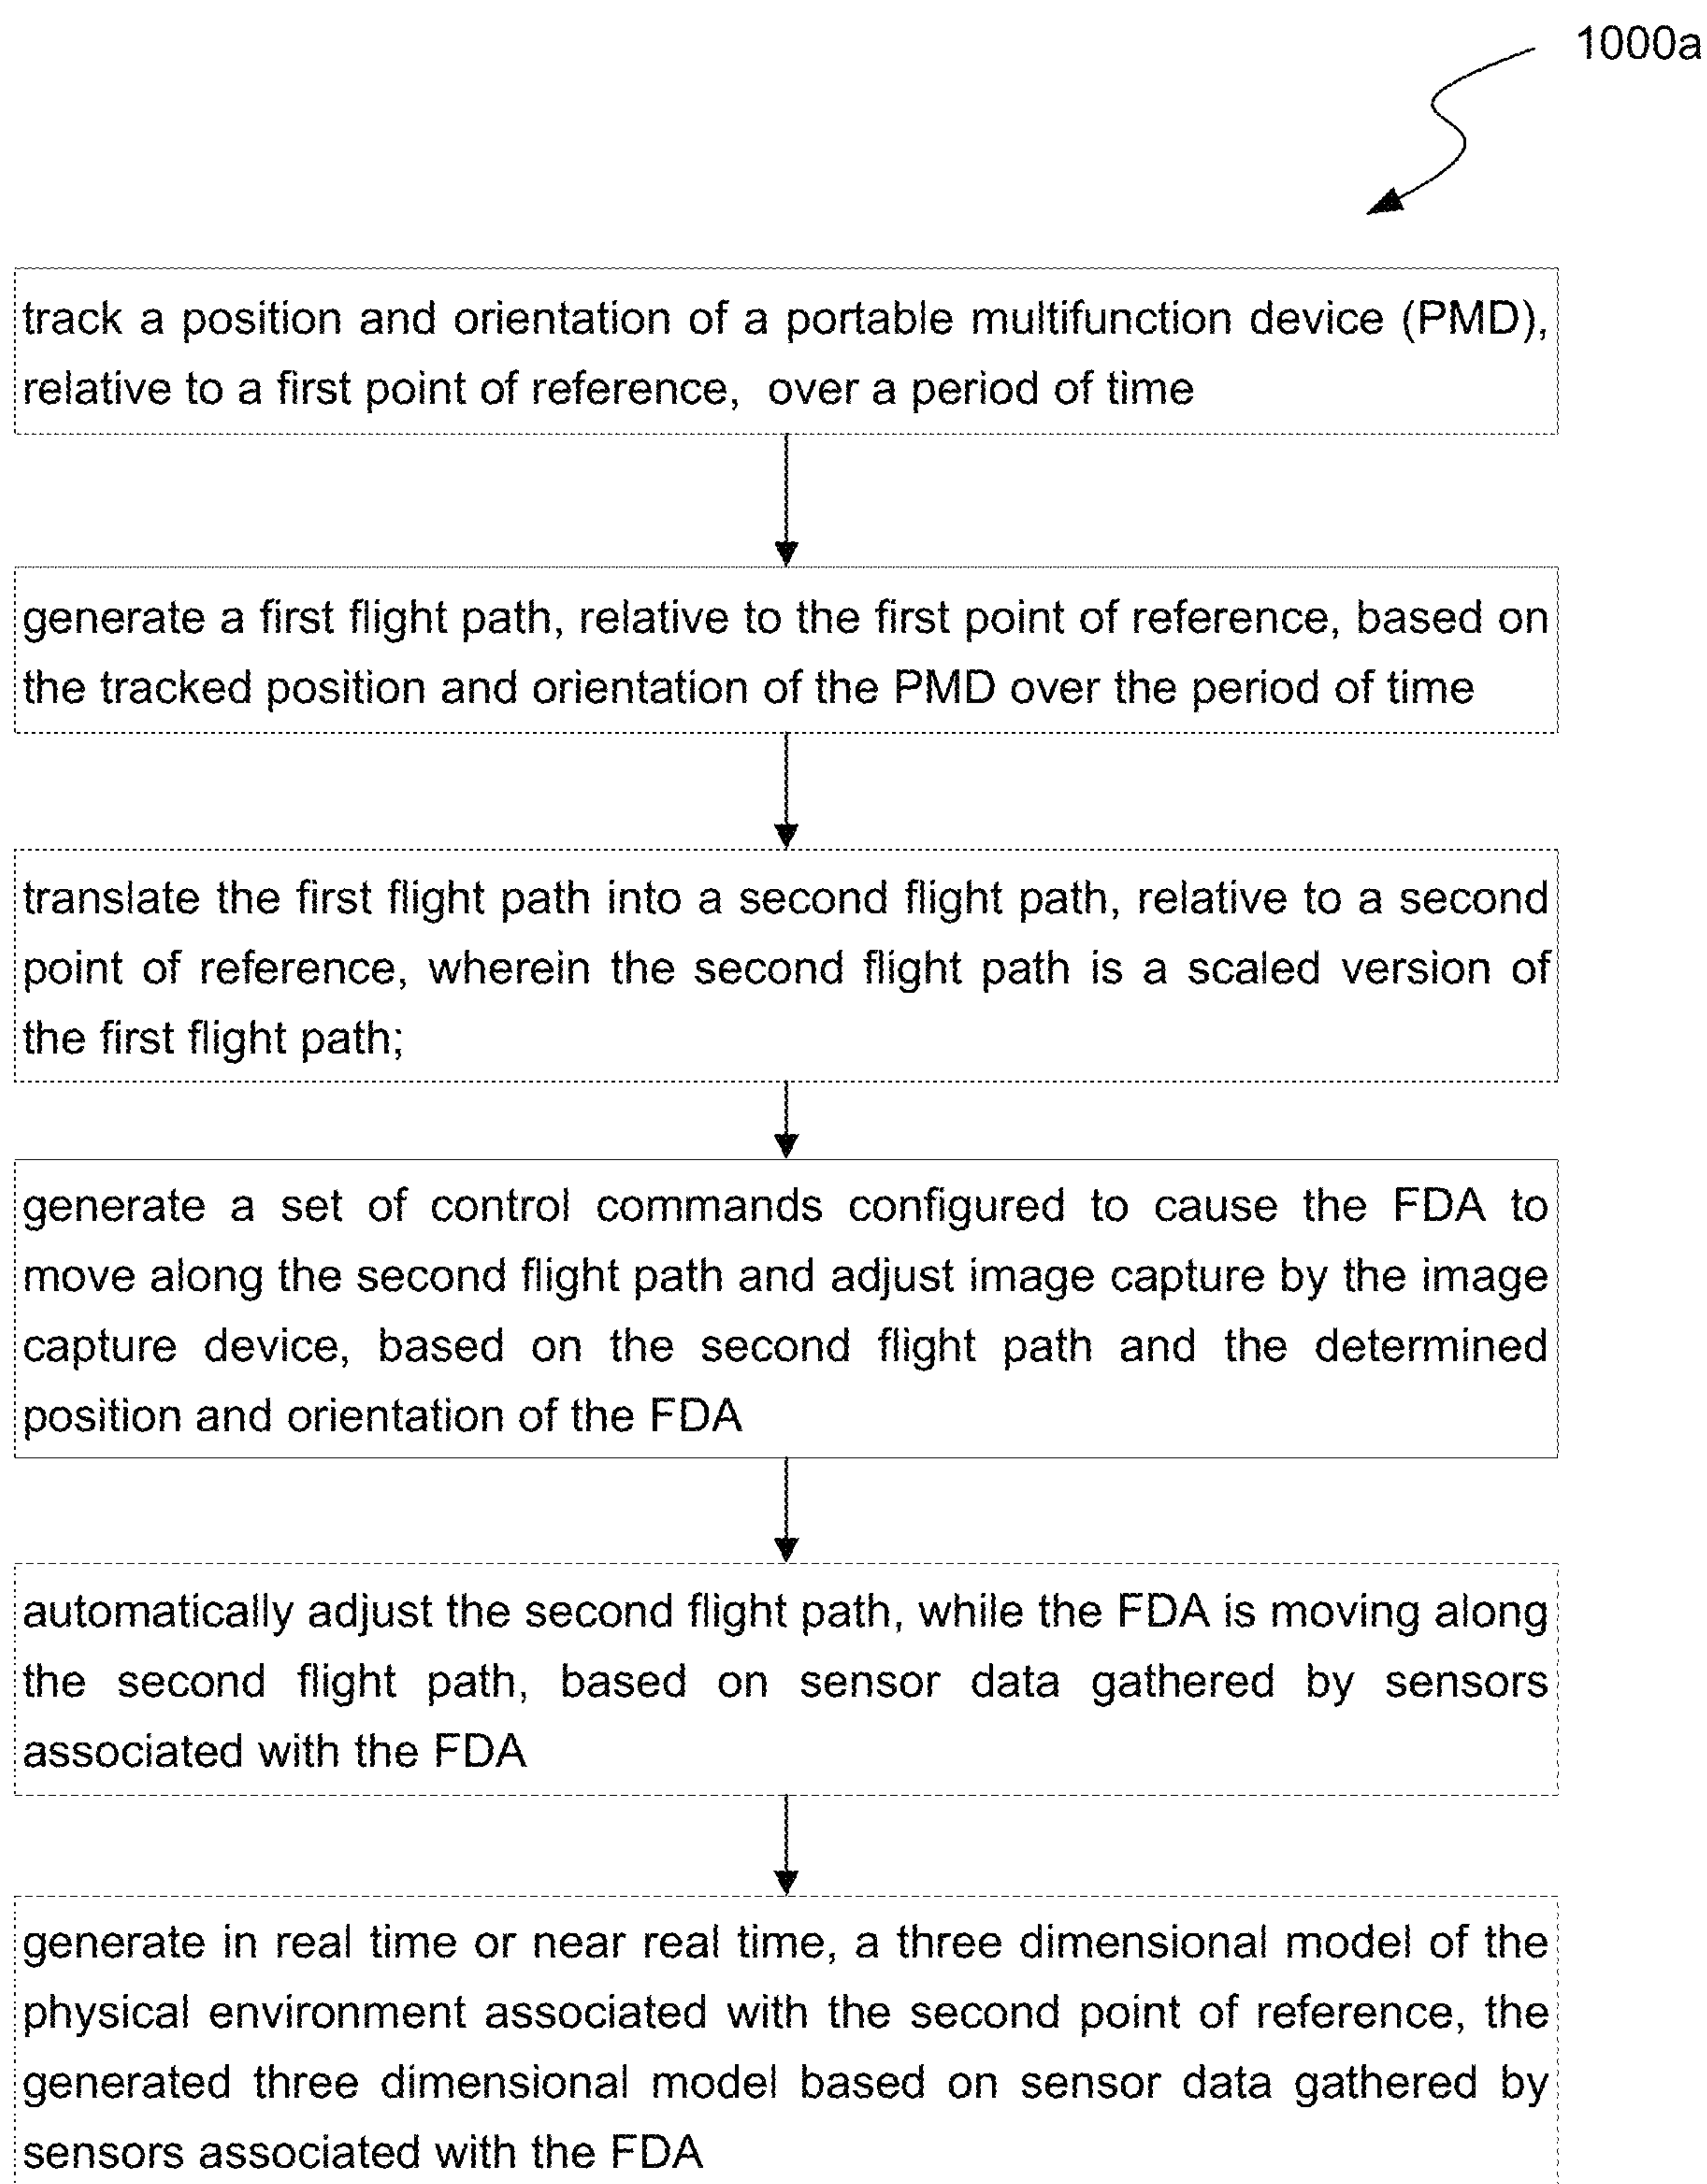 1000a
track a position and orientation of a portable multifunction device (PMD),
relative to a first point of reference, over a period of time
generate a first flight path, relative to the first point of reference, based on
the tracked position and orientation of the PMD over the period of time
translate the first flight path into a second flight path, relative to a second
point of reference, wherein the second flight path is a scaled version of
the first flight path;
generate a set of control commands configured to cause the FDA to
move along the second flight path and adjust image capture by the image
capture device, based on the second flight path and the determined
position and orientation of the FDA
automatically adjust the second flight path, while the FDA is moving along
the second flight path, based on sensor data gathered by sensors
associated with the FDA
generate in real time or near real time, a three dimensional model of the
physical environment associated with the second point of reference, the
generated three dimensional model based on sensor data gathered by
sensors associated with the FDA